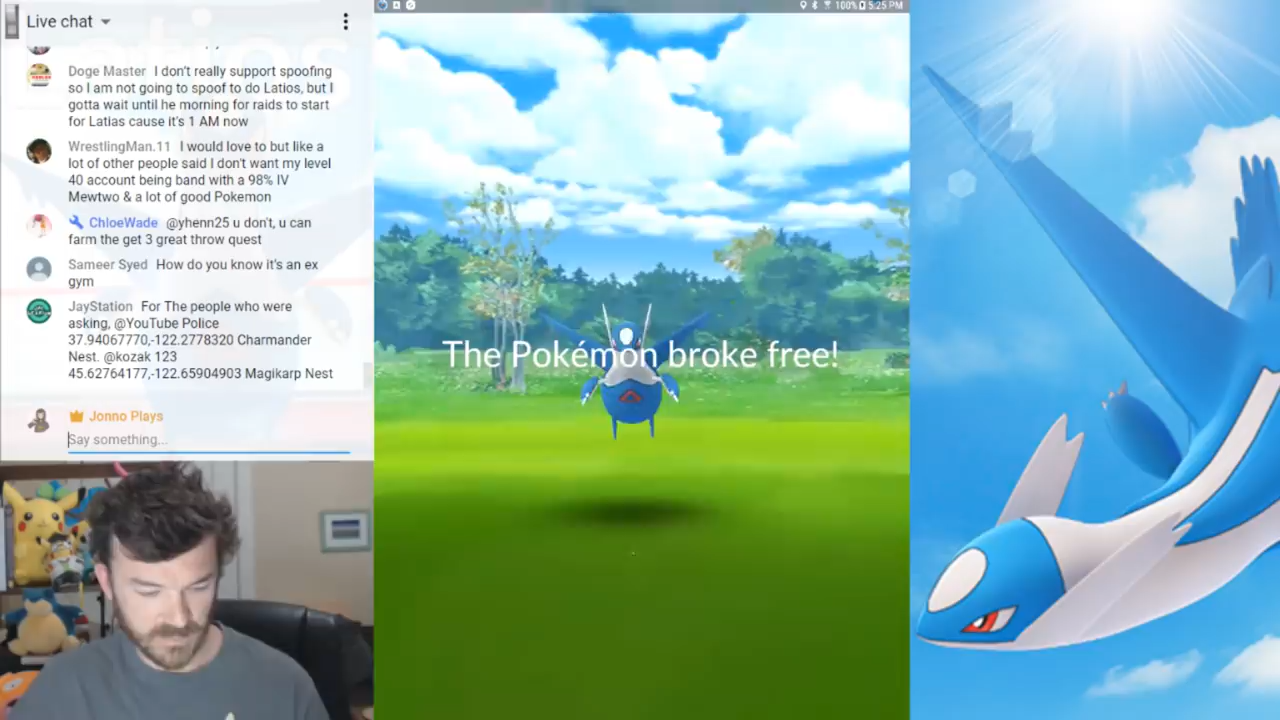 Live chat
Doge Master I don't really support spoofing
so I am not going to spoof to do Latios, but I
gotta wait until he morning for raids to start
for Latias cause it's 1 AM now
WrestlingMan.11 I would love to but like a
lot of other people said I don't want my level
40 account being band with a 98% IV
Mewtwo & a lot of good Pokemon
ChloeWade @yhenn25 u don't, u can
farm the get 3 great throw quest
Sameer Syed How do you know it's an ex
gym
JayStation For The people who were
asking, @YouTube Police
37.94067770,-122.2778320 Charmander
Nest. @kozak 123
45.62764177,-122.65904903 Magikarp Nest
Jonno Plays
Say something...
100% 5:25 PM
The Pokémon broke free!